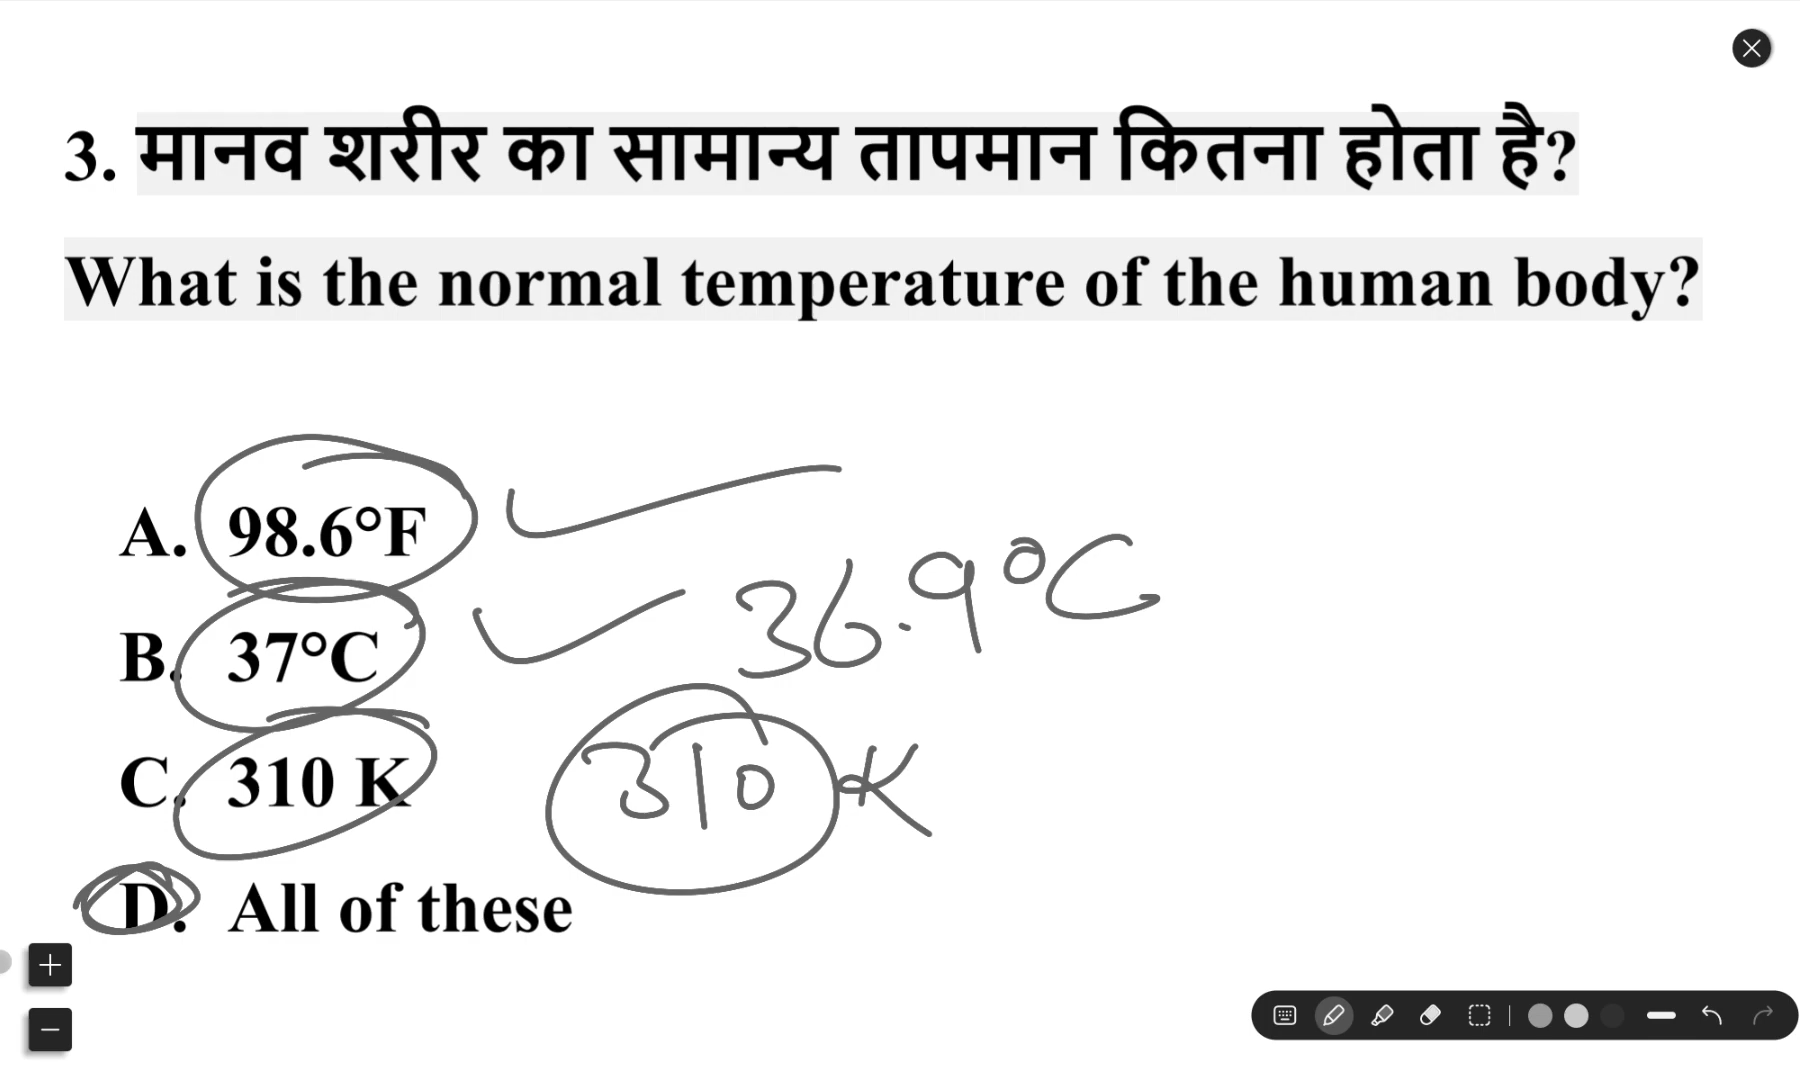 3. मानव शरीर का सामान्य तापमान कितना होता है?
What is the normal temperature of the human body?
A. 98.6°F
36.9°C
B. 37°C
C. 310 K
310 K
D. All of these